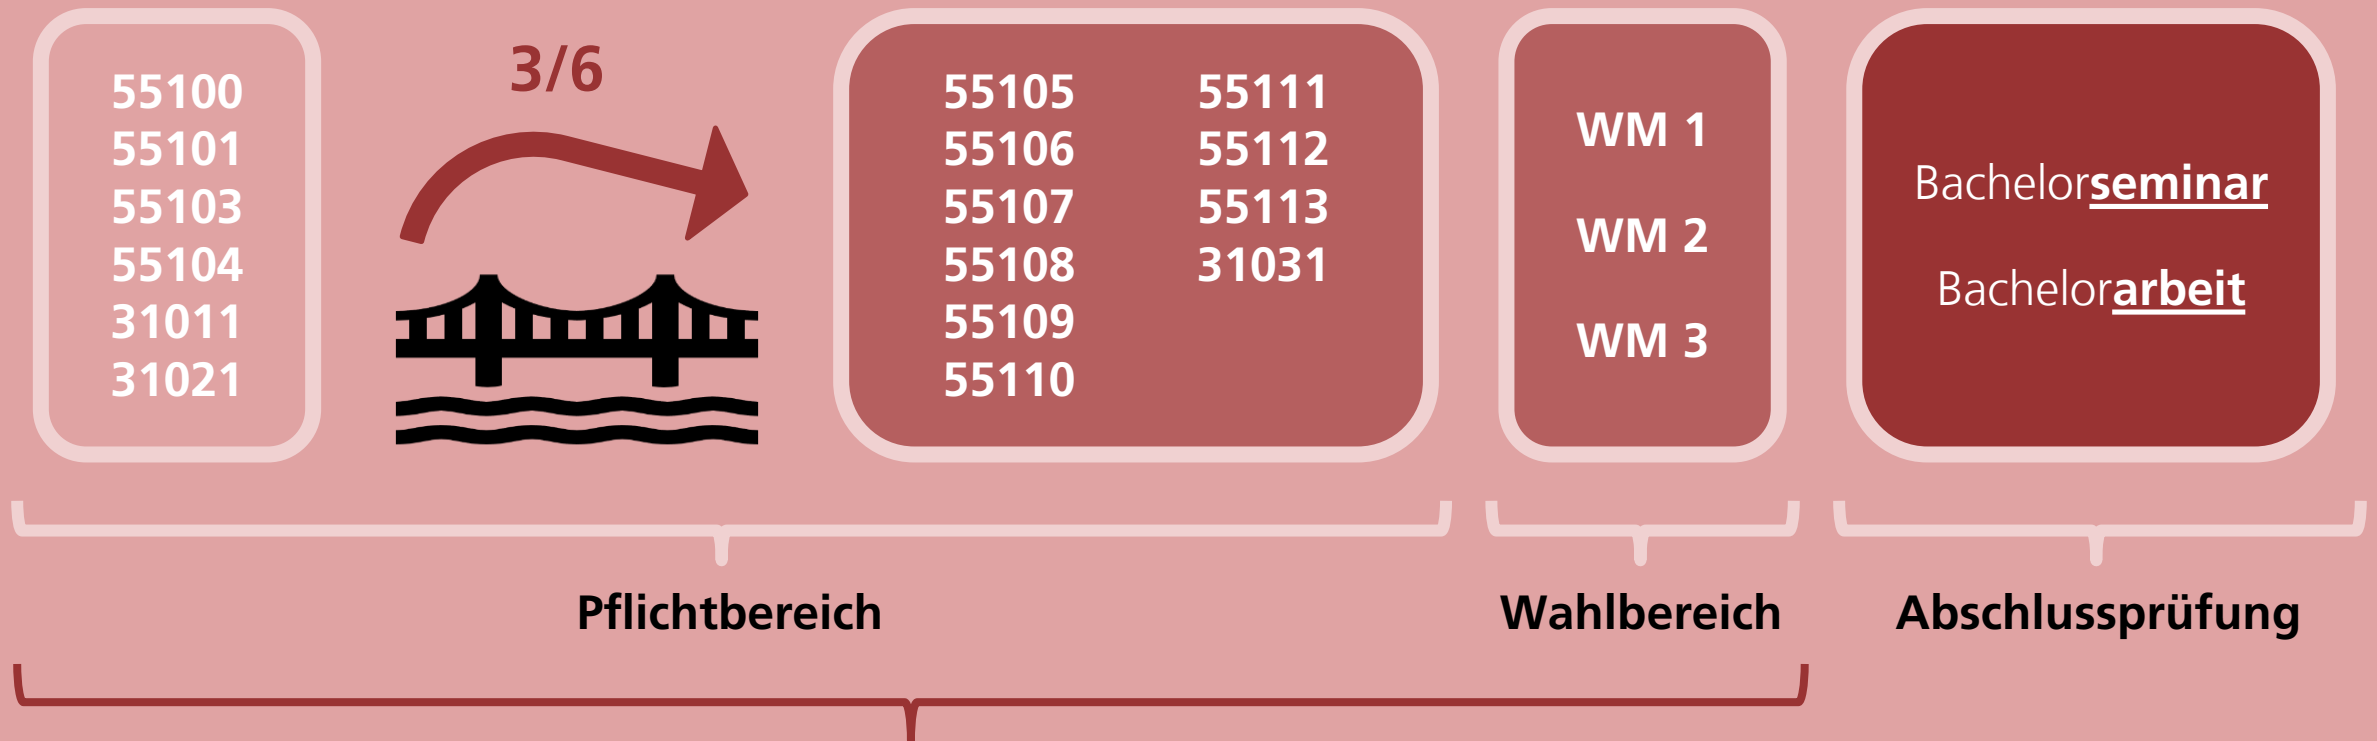 55100
55101
55103
55104
31011
31021
3/6
55105
55106
55107
55108
55109
55110
55111
55112
55113
31031
WM 1
WM 2
WM 3
Bachelorseminar
Bachelorarbeit
Pflichtbereich
Wahlbereich
Abschlussprüfung